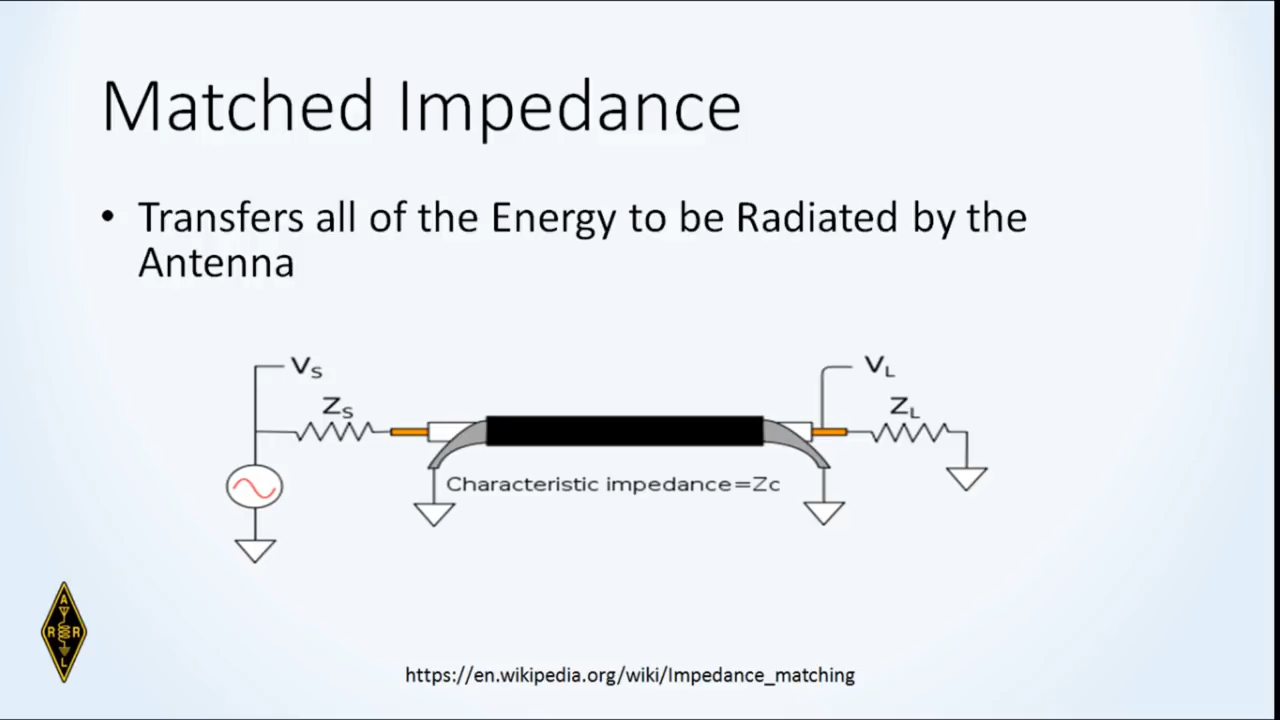 Matched Impedance
• Transfers all of the Energy to be Radiated by the
Antenna
VS
VL
ZS
ZL
Characteristic impedance=Zc
A
R R
L
https://en.wikipedia.org/wiki/Impedance_matching